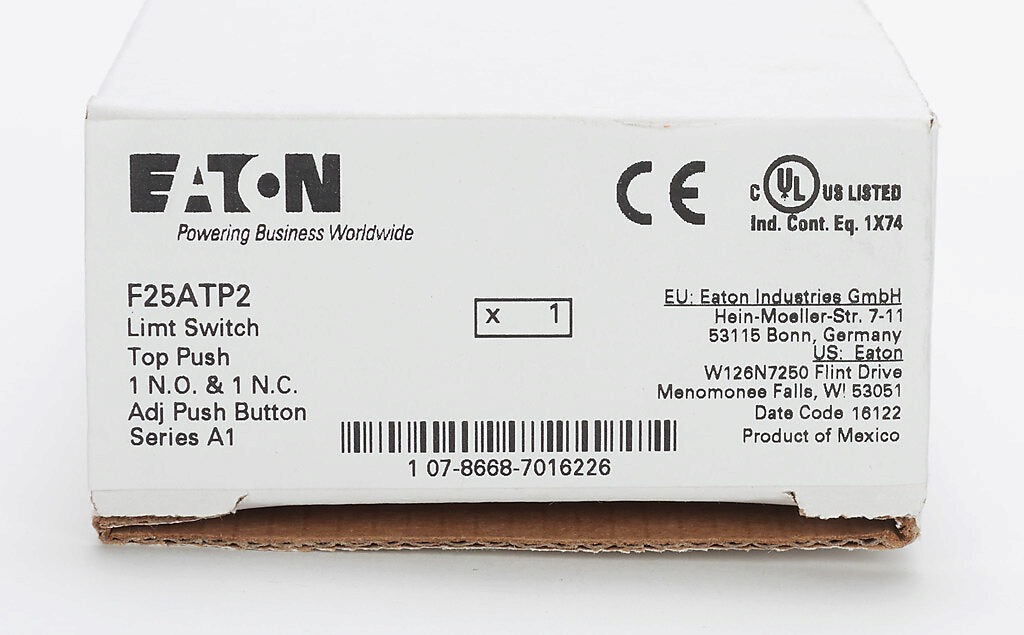 EATON
Powering Business Worldwide
CE
C UL US LISTED
Ind. Cont. Eq. 1X74
F25ATP2
Limt Switch
Top Push
1 N.O. & 1 N.C.
Adj Push Button
Series A1
x 1
EU: Eaton Industries GmbH
Hein-Moeller-Str. 7-11
53115 Bonn, Germany
US: Eaton
W126N7250 Flint Drive
Menomonee Falls, WI 53051
Date Code 16122
Product of Mexico
1 07-8668-7016226